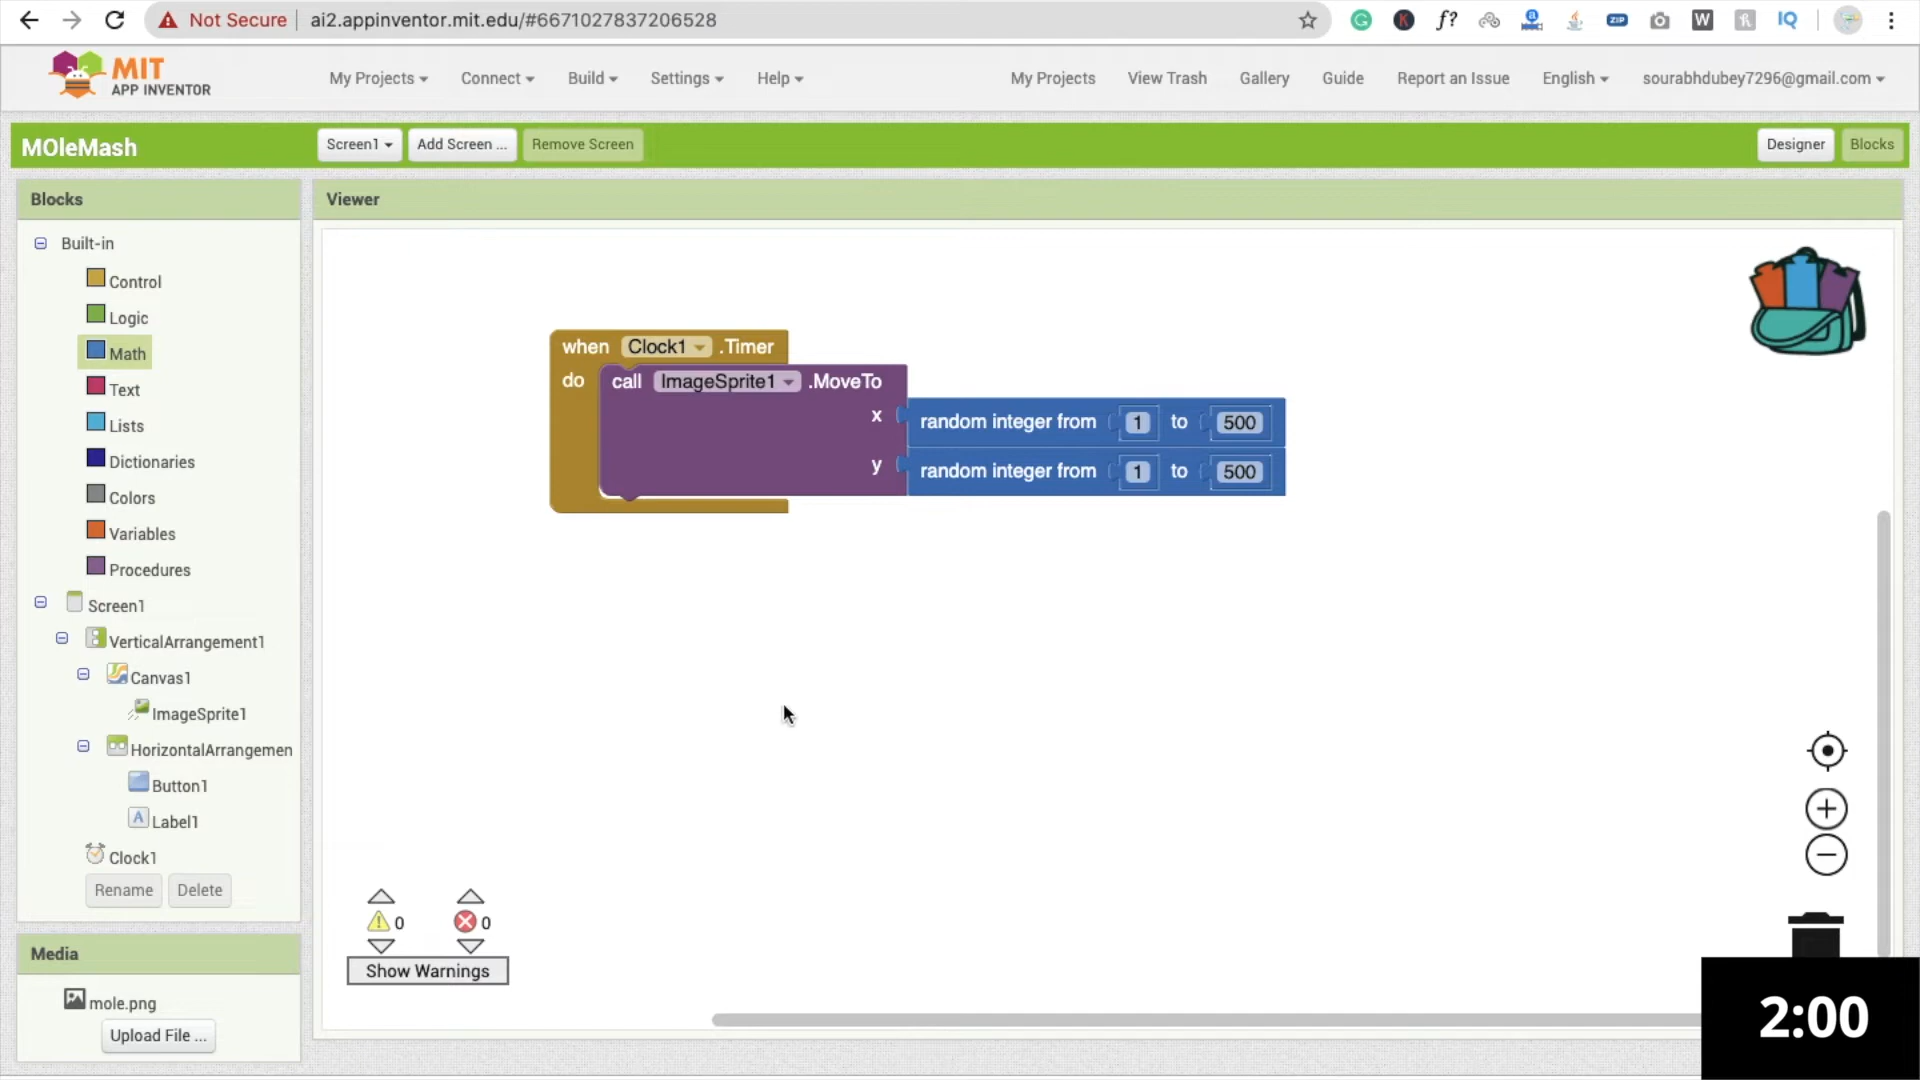 Not Secure
ai2.appinventor.mit.edu/#6671027837206528
MIT
APP INVENTOR
My Projects
Connect
Build
Settings
Help
My Projects
View Trash
Gallery
Guide
Report an Issue
English
sourabhdubey7296@gmail.com
MOleMash
Screen1
Add Screen ...
Remove Screen
Designer
Blocks
Blocks
Viewer
Built-in
Control
Logic
Math
Text
Lists
Dictionaries
Colors
Variables
Procedures
Screen1
VerticalArrangement1
Canvas1
ImageSprite1
HorizontalArrangemen
Button1
Label1
Clock1
Rename
Delete
Media
mole.png
Upload File ...
when Clock1 .Timer
do call ImageSprite1 .MoveTo
x random integer from 1 to 500
y random integer from 1 to 500
0 0
Show Warnings
2:00